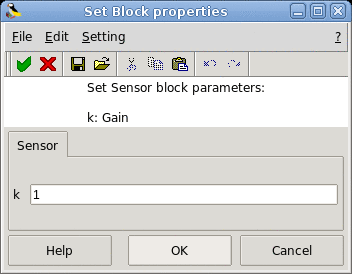 Set Block properties
File Edit Setting ?
Set Sensor block parameters:
k: Gain
Sensor
k 1
Help OK Cancel